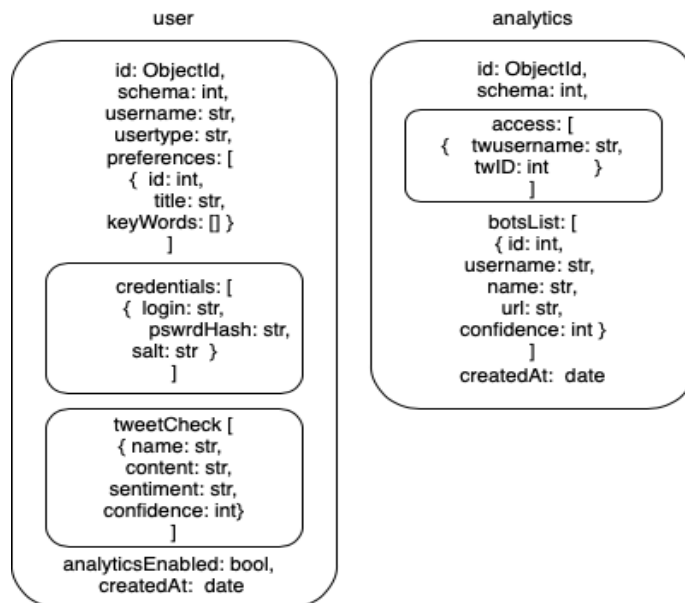 user
id: ObjectId,
schema: int,
username: str,
usertype: str,
preferences: [
{ id: int,
title: str,
keyWords: [] }
]
credentials: [
{ login: str,
pswrdHash: str,
salt: str }
]
tweetCheck [
{ name: str,
content: str,
sentiment: str,
confidence: int}
]
analyticsEnabled: bool,
createdAt: date
analytics
id: ObjectId,
schema: int,
access: [
{ twusername: str,
twID: int }
]
botsList: [
{ id: int,
username: str,
name: str,
url: str,
confidence: int }
]
createdAt: date